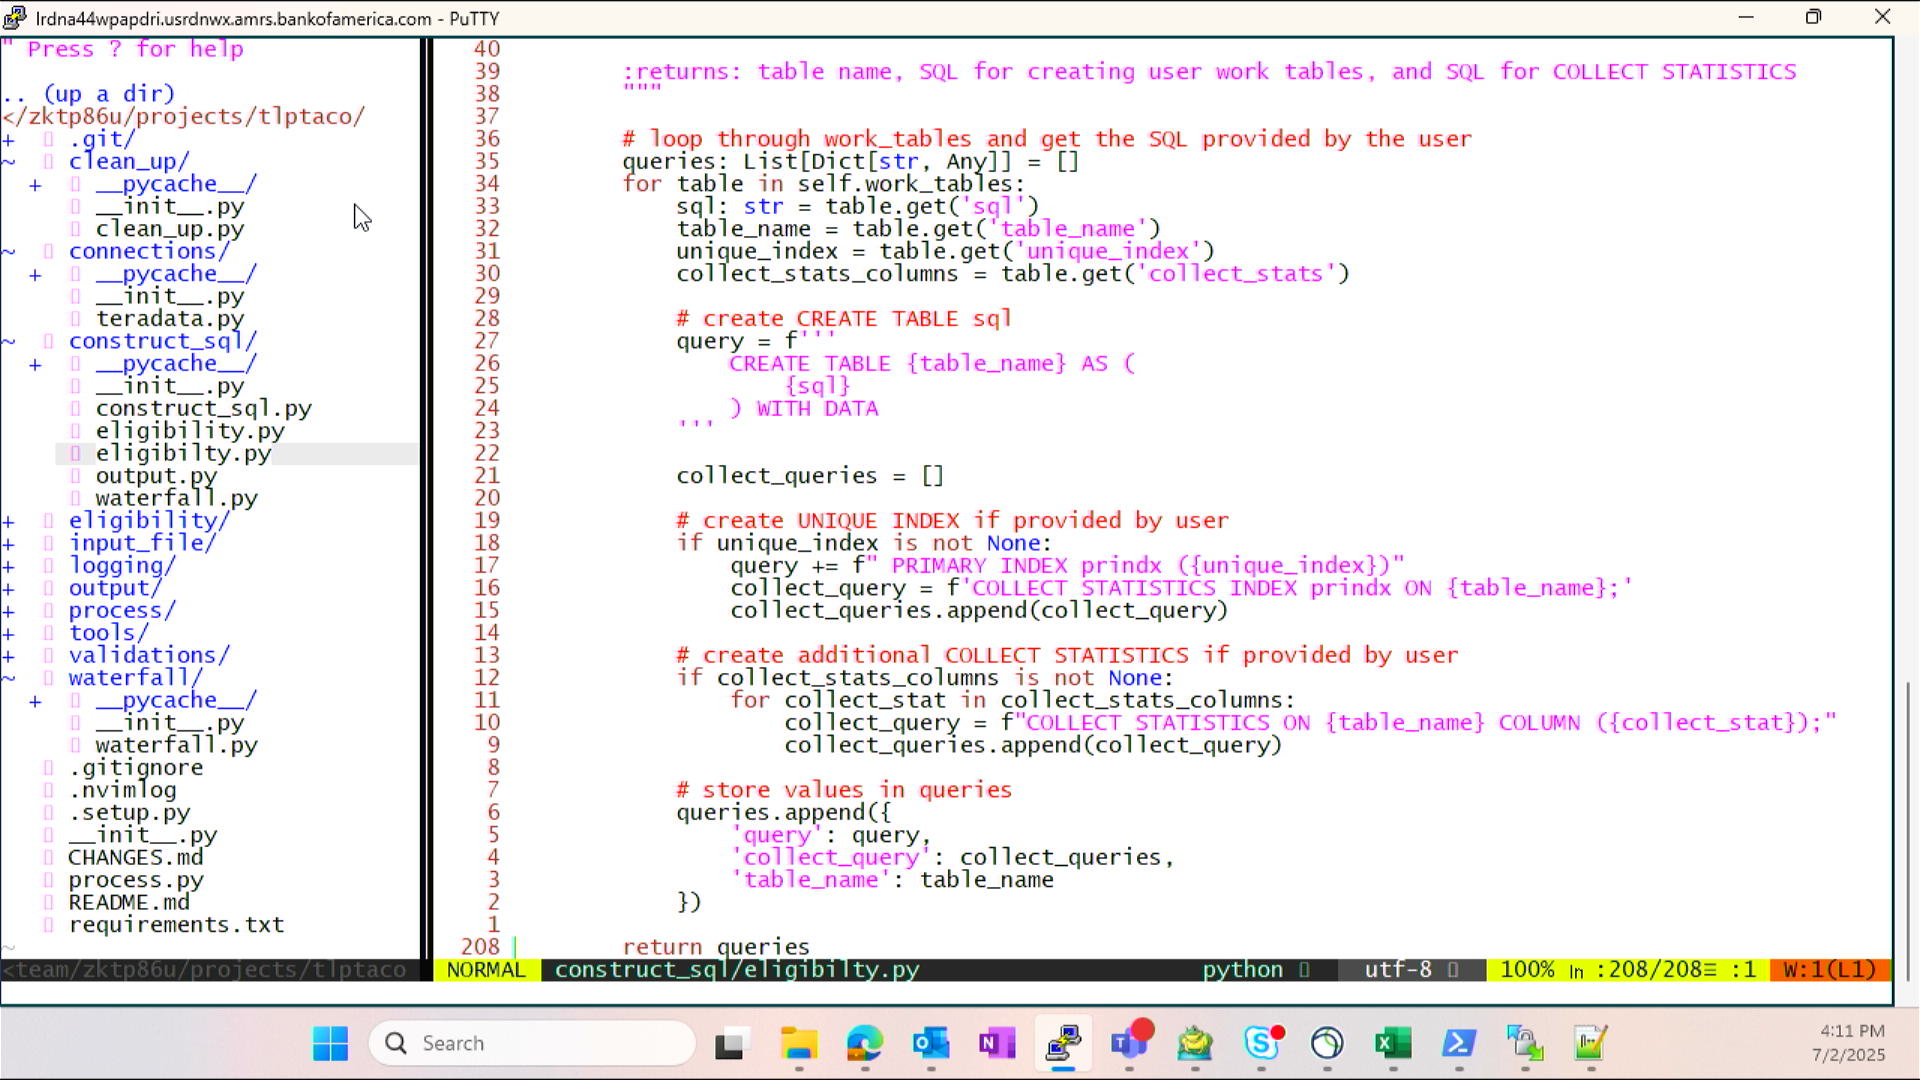 lrdna44wpapdri.usrdnwx.amrs.bankofamerica.com - PuTTY
" Press ? for help
.. (up a dir)
</zktp86u/projects/tlptaco/
+ .git/
~ clean_up/
+ __pycache__/
__init__.py
clean_up.py
~ connections/
+ __pycache__/
__init__.py
teradata.py
~ construct_sql/
+ __pycache__/
__init__.py
construct_sql.py
eligibility.py
eligibilty.py
output.py
waterfall.py
+ eligibility/
+ input_file/
+ logging/
+ output/
+ process/
+ tools/
+ validations/
~ waterfall/
+ __pycache__/
__init__.py
waterfall.py
.gitignore
.nvimlog
.setup.py
__init__.py
CHANGES.md
process.py
README.md
requirements.txt
~
<team/zktp86u/projects/tlptaco
40
39 :returns: table name, SQL for creating user work tables, and SQL for COLLECT STATISTICS
38 """
37
36 # loop through work_tables and get the SQL provided by the user
35 queries: List[Dict[str, Any]] = []
34 for table in self.work_tables:
33 sql: str = table.get('sql')
32 table_name = table.get('table_name')
31 unique_index = table.get('unique_index')
30 collect_stats_columns = table.get('collect_stats')
29
28 # create CREATE TABLE sql
27 query = f'''
26 CREATE TABLE {table_name} AS (
25 {sql}
24 ) WITH DATA
23 '''
22
21 collect_queries = []
20
19 # create UNIQUE INDEX if provided by user
18 if unique_index is not None:
17 query += f" PRIMARY INDEX prindx ({unique_index})"
16 collect_query = f'COLLECT STATISTICS INDEX prindx ON {table_name};'
15 collect_queries.append(collect_query)
14
13 # create additional COLLECT STATISTICS if provided by user
12 if collect_stats_columns is not None:
11 for collect_stat in collect_stats_columns:
10 collect_query = f"COLLECT STATISTICS ON {table_name} COLUMN ({collect_stat});"
9 collect_queries.append(collect_query)
8
7 # store values in queries
6 queries.append({
5 'query': query,
4 'collect_query': collect_queries,
3 'table_name': table_name
2 })
1
208 return queries
NORMAL construct_sql/eligibilty.py python utf-8 100% ln :208/208≡ :1 W:1(L1)
Search
4:11 PM
7/2/2025